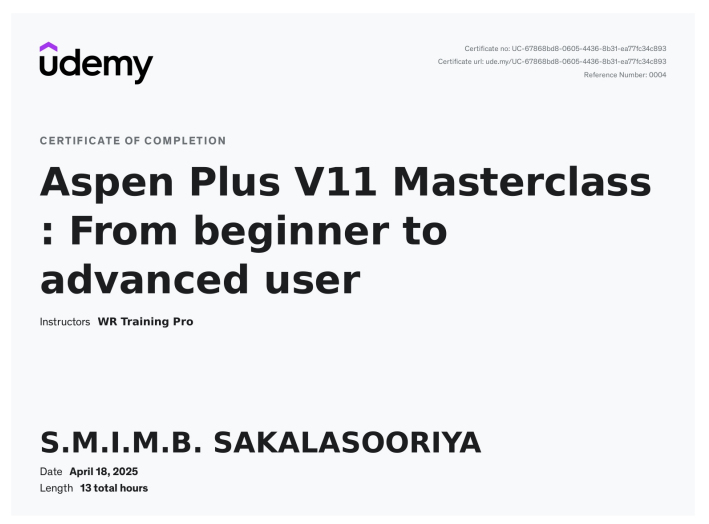 udemy
Certificate no: UC-67868bd8-0605-4436-8b31-ea77fc34c893
Certificate url: ude.my/UC-67868bd8-0605-4436-8b31-ea77fc34c893
Reference Number: 0004
CERTIFICATE OF COMPLETION
Aspen Plus V11 Masterclass
: From beginner to
advanced user
Instructors WR Training Pro
S.M.I.M.B. SAKALASOORIYA
Date April 18, 2025
Length 13 total hours